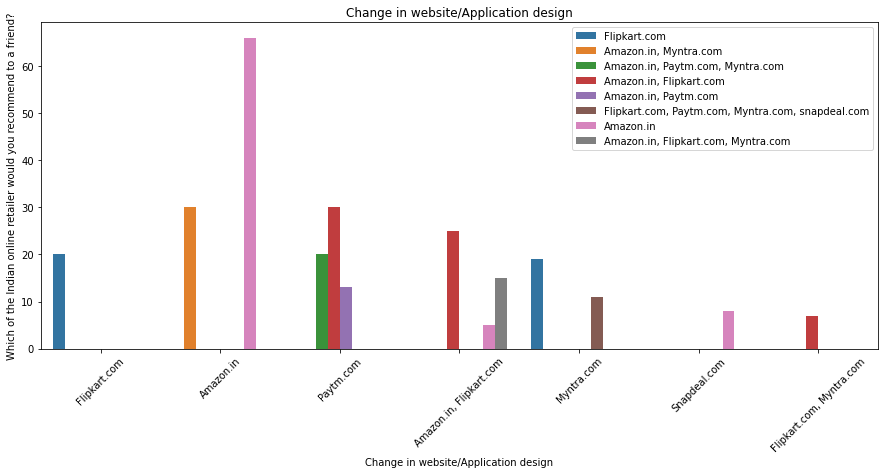 Change in website/Application design
Which of the Indian online retailer would you recommend to a friend?
60
50
40
30
20
10
0
Flipkart.com
Amazon.in, Myntra.com
Amazon.in, Paytm.com, Myntra.com
Amazon.in, Flipkart.com
Amazon.in, Paytm.com
Flipkart.com, Paytm.com, Myntra.com, snapdeal.com
Amazon.in
Amazon.in, Flipkart.com, Myntra.com
Flipkart.com
Amazon.in
Paytm.com
Amazon.in, Flipkart.com
Myntra.com
Snapdeal.com
Flipkart.com, Myntra.com
Change in website/Application design